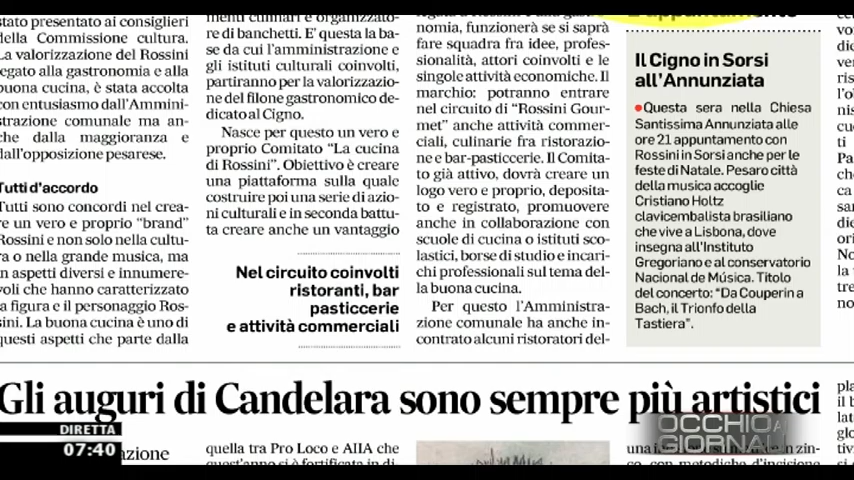 stato presentato ai consiglieri
della Commissione cultura.
La valorizzazione del Rossini
legato alla gastronomia e alla
buona cucina, è stata accolta
con entusiasmo dall'Ammini-
strazione comunale ma an-
che dalla maggioranza e
dall'opposizione pesarese.
Tutti d'accordo
Tutti sono concordi nel crea-
re un vero e proprio “brand”
Rossini e non solo nella cultu-
ra o nella grande musica, ma
in aspetti diversi e innumere-
voli che hanno caratterizzato
la figura e il personaggio Ros-
sini. La buona cucina è uno di
questi aspetti che parte dalla
menti culinari e organizzato-
re di banchetti. E' questa la ba-
se da cui l'amministrazione e
gli istituti culturali coinvolti,
partiranno per la valorizzazio-
ne del filone gastronomico de-
dicato al Cigno.
Nasce per questo un vero e
proprio Comitato “La cucina
di Rossini”. Obiettivo è creare
una piattaforma sulla quale
costruire poi una serie di azio-
ni culturali e in seconda battu-
ta creare anche un vantaggio
Nel circuito coinvolti
ristoranti, bar
pasticcerie
e attività commerciali
nomia, funzionerà se si saprà
fare squadra fra idee, profes-
sionalità, attori coinvolti e le
singole attività economiche. Il
marchio: potranno entrare
nel circuito di “Rossini Gour-
met” anche attività commer-
ciali, culinarie fra ristorazio-
ne e bar-pasticcerie. Il Comita-
to già attivo, dovrà creare un
logo vero e proprio, deposita-
to e registrato, promuovere
anche in collaborazione con
scuole di cucina o istituti sco-
lastici, borse di studio e incari-
chi professionali sul tema del-
la buona cucina.
Per questo l'Amministra-
zione comunale ha anche in-
contrato alcuni ristoratori del-
L'appuntamento
Il Cigno in Sorsi
all'Annunziata
Questa sera nella Chiesa
Santissima Annunziata alle
ore 21 appuntamento con
Rossini in Sorsi anche per le
feste di Natale. Pesaro città
della musica accoglie
Cristiano Holtz
clavicembalista brasiliano
che vive a Lisbona, dove
insegna all'Instituto
Gregoriano e al conservatorio
Nacional de Música. Titolo
del concerto: “Da Couperin a
Bach, il Trionfo della
Tastiera”.
Gli auguri di Candelara sono sempre più artistici
DIRETTA
07:40
OCCHIO AI
GIORNALI
quella tra Pro Loco e AIIA che
quest'anno si è fortificata in di-